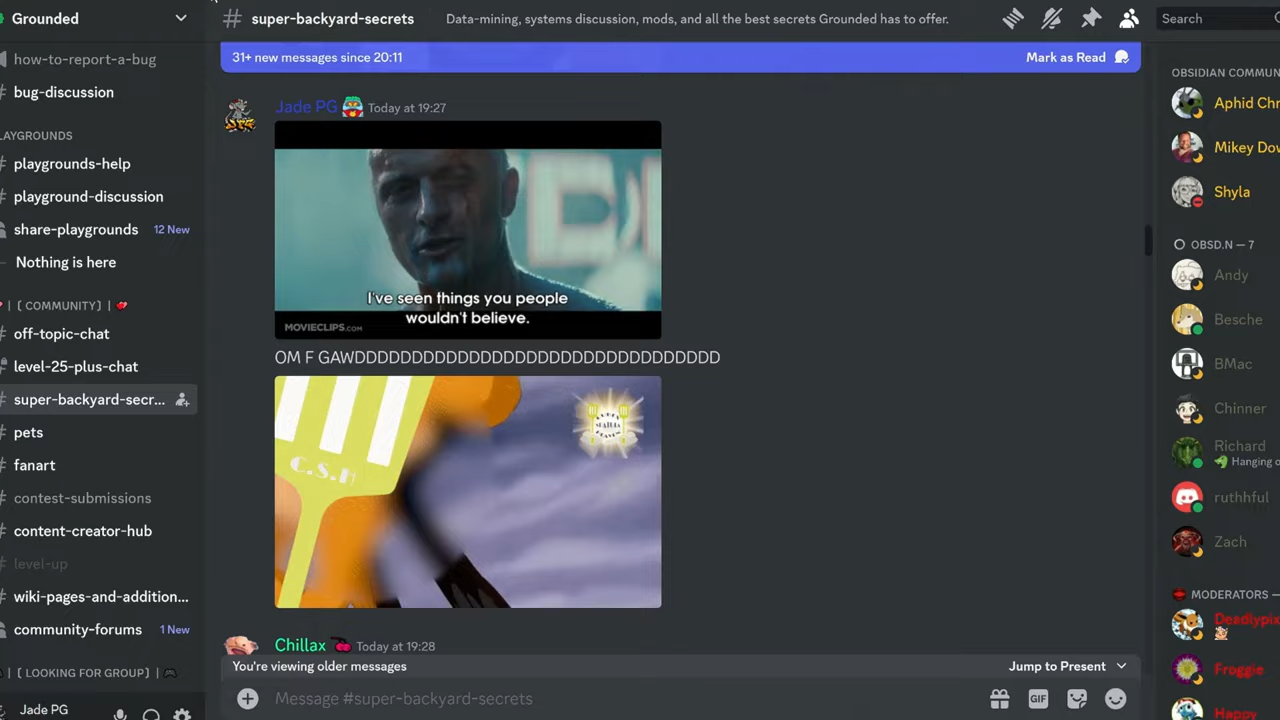 Grounded
how-to-report-a-bug
bug-discussion
LAYGROUNDS
playgrounds-help
playground-discussion
share-playgrounds 12 New
Nothing is here
| [ COMMUNITY] |
off-topic-chat
level-25-plus-chat
super-backyard-secr...
pets
fanart
contest-submissions
content-creator-hub
level-up
wiki-pages-and-addition...
community-forums 1 New
| [ LOOKING FOR GROUP] |
Jade PG
# super-backyard-secrets Data-mining, systems discussion, mods, and all the best secrets Grounded has to offer.
Search
31+ new messages since 20:11 Mark as Read
Jade PG Today at 19:27
I've seen things you people
wouldn't believe.
MOVIECLIPS.COM
OM F GAWDDDDDDDDDDDDDDDDDDDDDDDDDDDDDDDD
C.S.
Chillax Today at 19:28
You're viewing older messages Jump to Present
Message #super-backyard-secrets
GIF
OBSIDIAN COMMUN
Aphid Chr
Mikey Dov
Shyla
OBSD.N — 7
Andy
Besche
BMac
Chinner
Richard
Hanging o
ruthhful
Zach
MODERATORS —
Deadlypix
Froggie
Happy